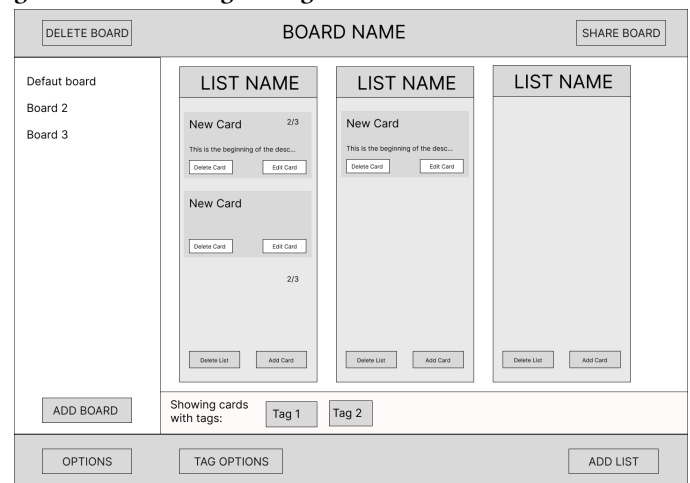 DELETE BOARD
BOARD NAME
SHARE BOARD
Defaut board
Board 2
Board 3
ADD BOARD
LIST NAME
New Card 2/3
This is the beginning of the desc...
Delete Card Edit Card
New Card
Delete Card Edit Card
2/3
Delete List Add Card
LIST NAME
New Card
This is the beginning of the desc...
Delete Card Edit Card
Delete List Add Card
LIST NAME
Delete List Add Card
Showing cards
with tags:
Tag 1
Tag 2
OPTIONS
TAG OPTIONS
ADD LIST